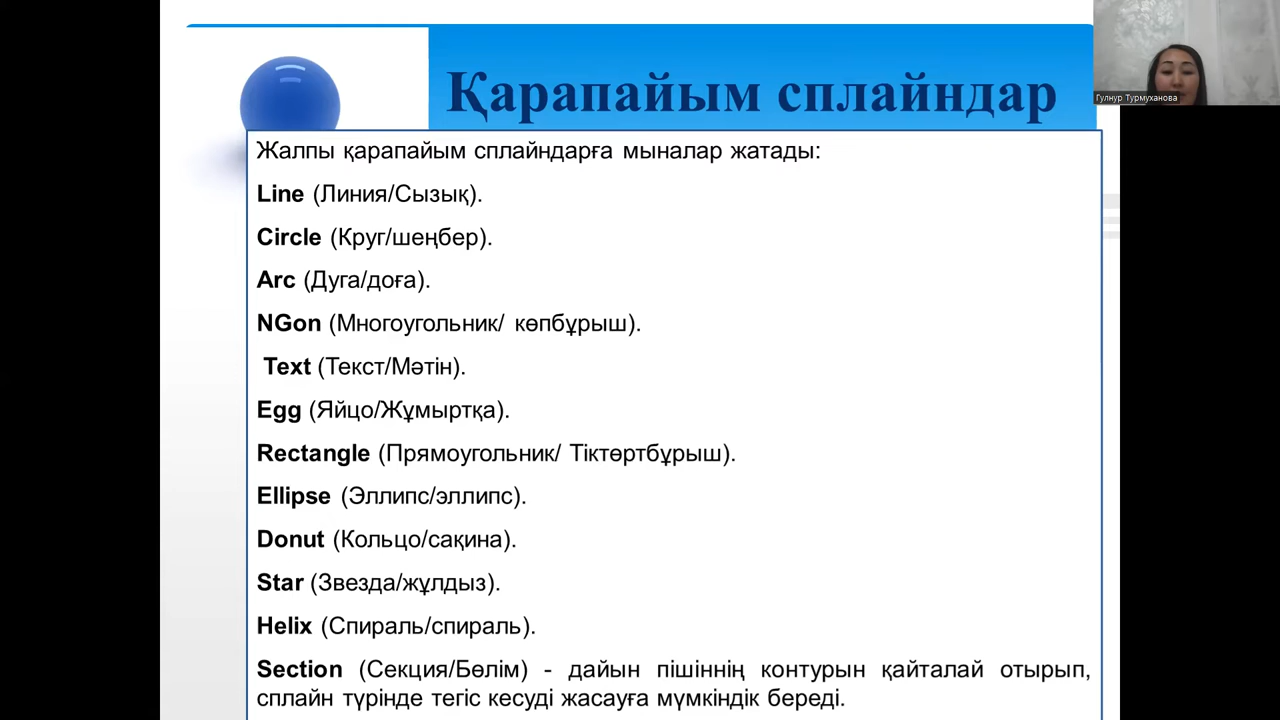 Қарапайым сплайндар
Гулнур Турмуханова
Жалпы қарапайым сплайндарға мыналар жатады:
Line (Линия/Сызық).
Circle (Круг/шеңбер).
Arc (Дуга/доға).
NGon (Многоугольник/ көпбұрыш).
Text (Текст/Мәтін).
Egg (Яйцо/Жұмыртқа).
Rectangle (Прямоугольник/ Тіктөртбұрыш).
Ellipse (Эллипс/эллипс).
Donut (Кольцо/сақина).
Star (Звезда/жұлдыз).
Helix (Спираль/спираль).
Section (Секция/Бөлім) - дайын пішіннің контурын қайталай отырып,
сплайн түрінде тегіс кесуді жасауға мүмкіндік береді.